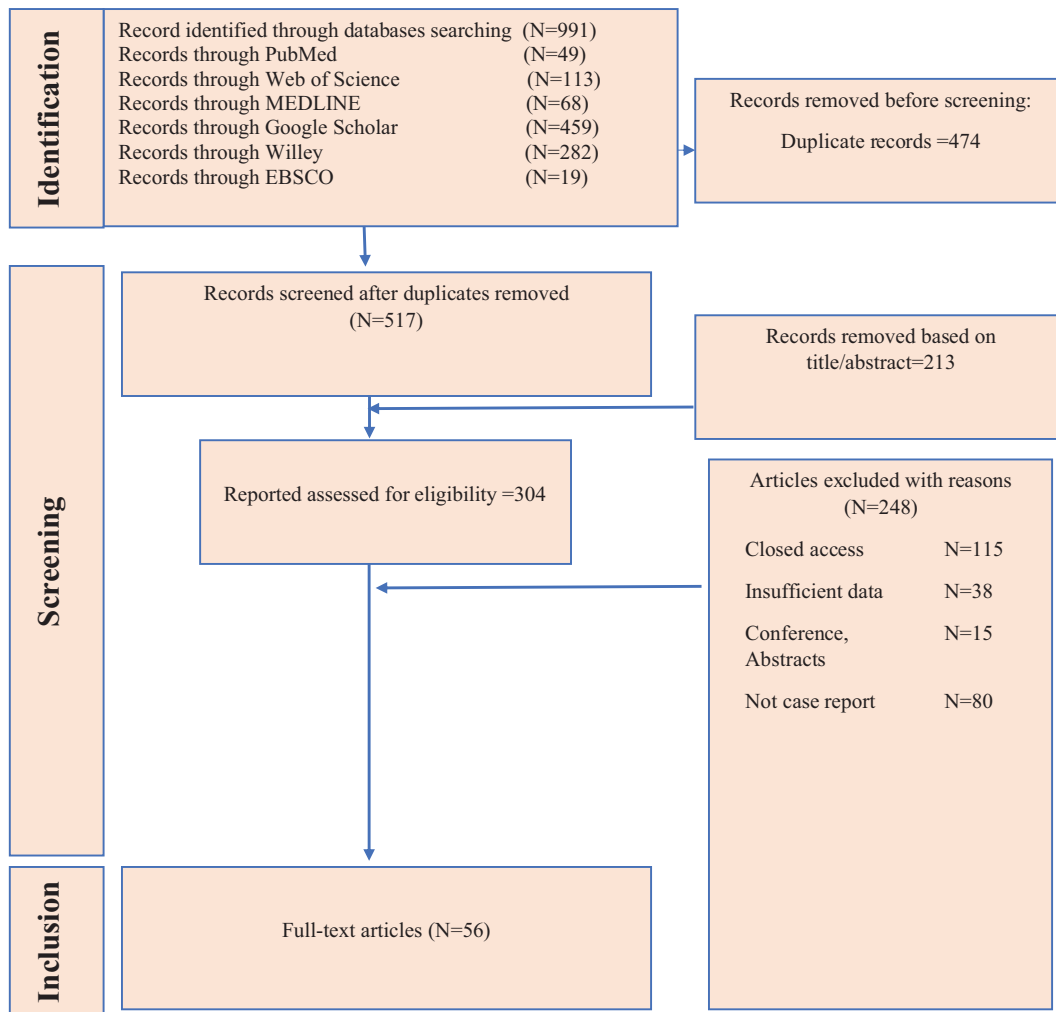 Identification
Record identified through databases searching (N=991)
Records through PubMed (N=49)
Records through Web of Science (N=113)
Records through MEDLINE (N=68)
Records through Google Scholar (N=459)
Records through Willey (N=282)
Records through EBSCO (N=19)
Records removed before screening:
Duplicate records =474
Screening
Records screened after duplicates removed
(N=517)
Records removed based on
title/abstract=213
Reported assessed for eligibility =304
Articles excluded with reasons
(N=248)
Closed access N=115
Insufficient data N=38
Conference, N=15
Abstracts
Not case report N=80
Inclusion
Full-text articles (N=56)